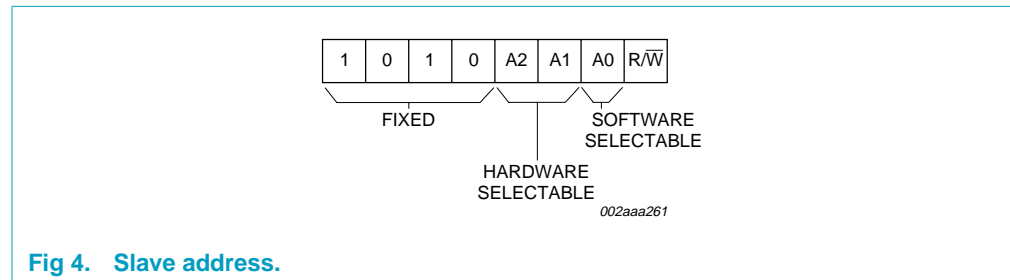 1 0 1 0 A2 A1 A0 R/W̅
FIXED
SOFTWARE
SELECTABLE
HARDWARE
SELECTABLE
002aaa261
Fig 4. Slave address.